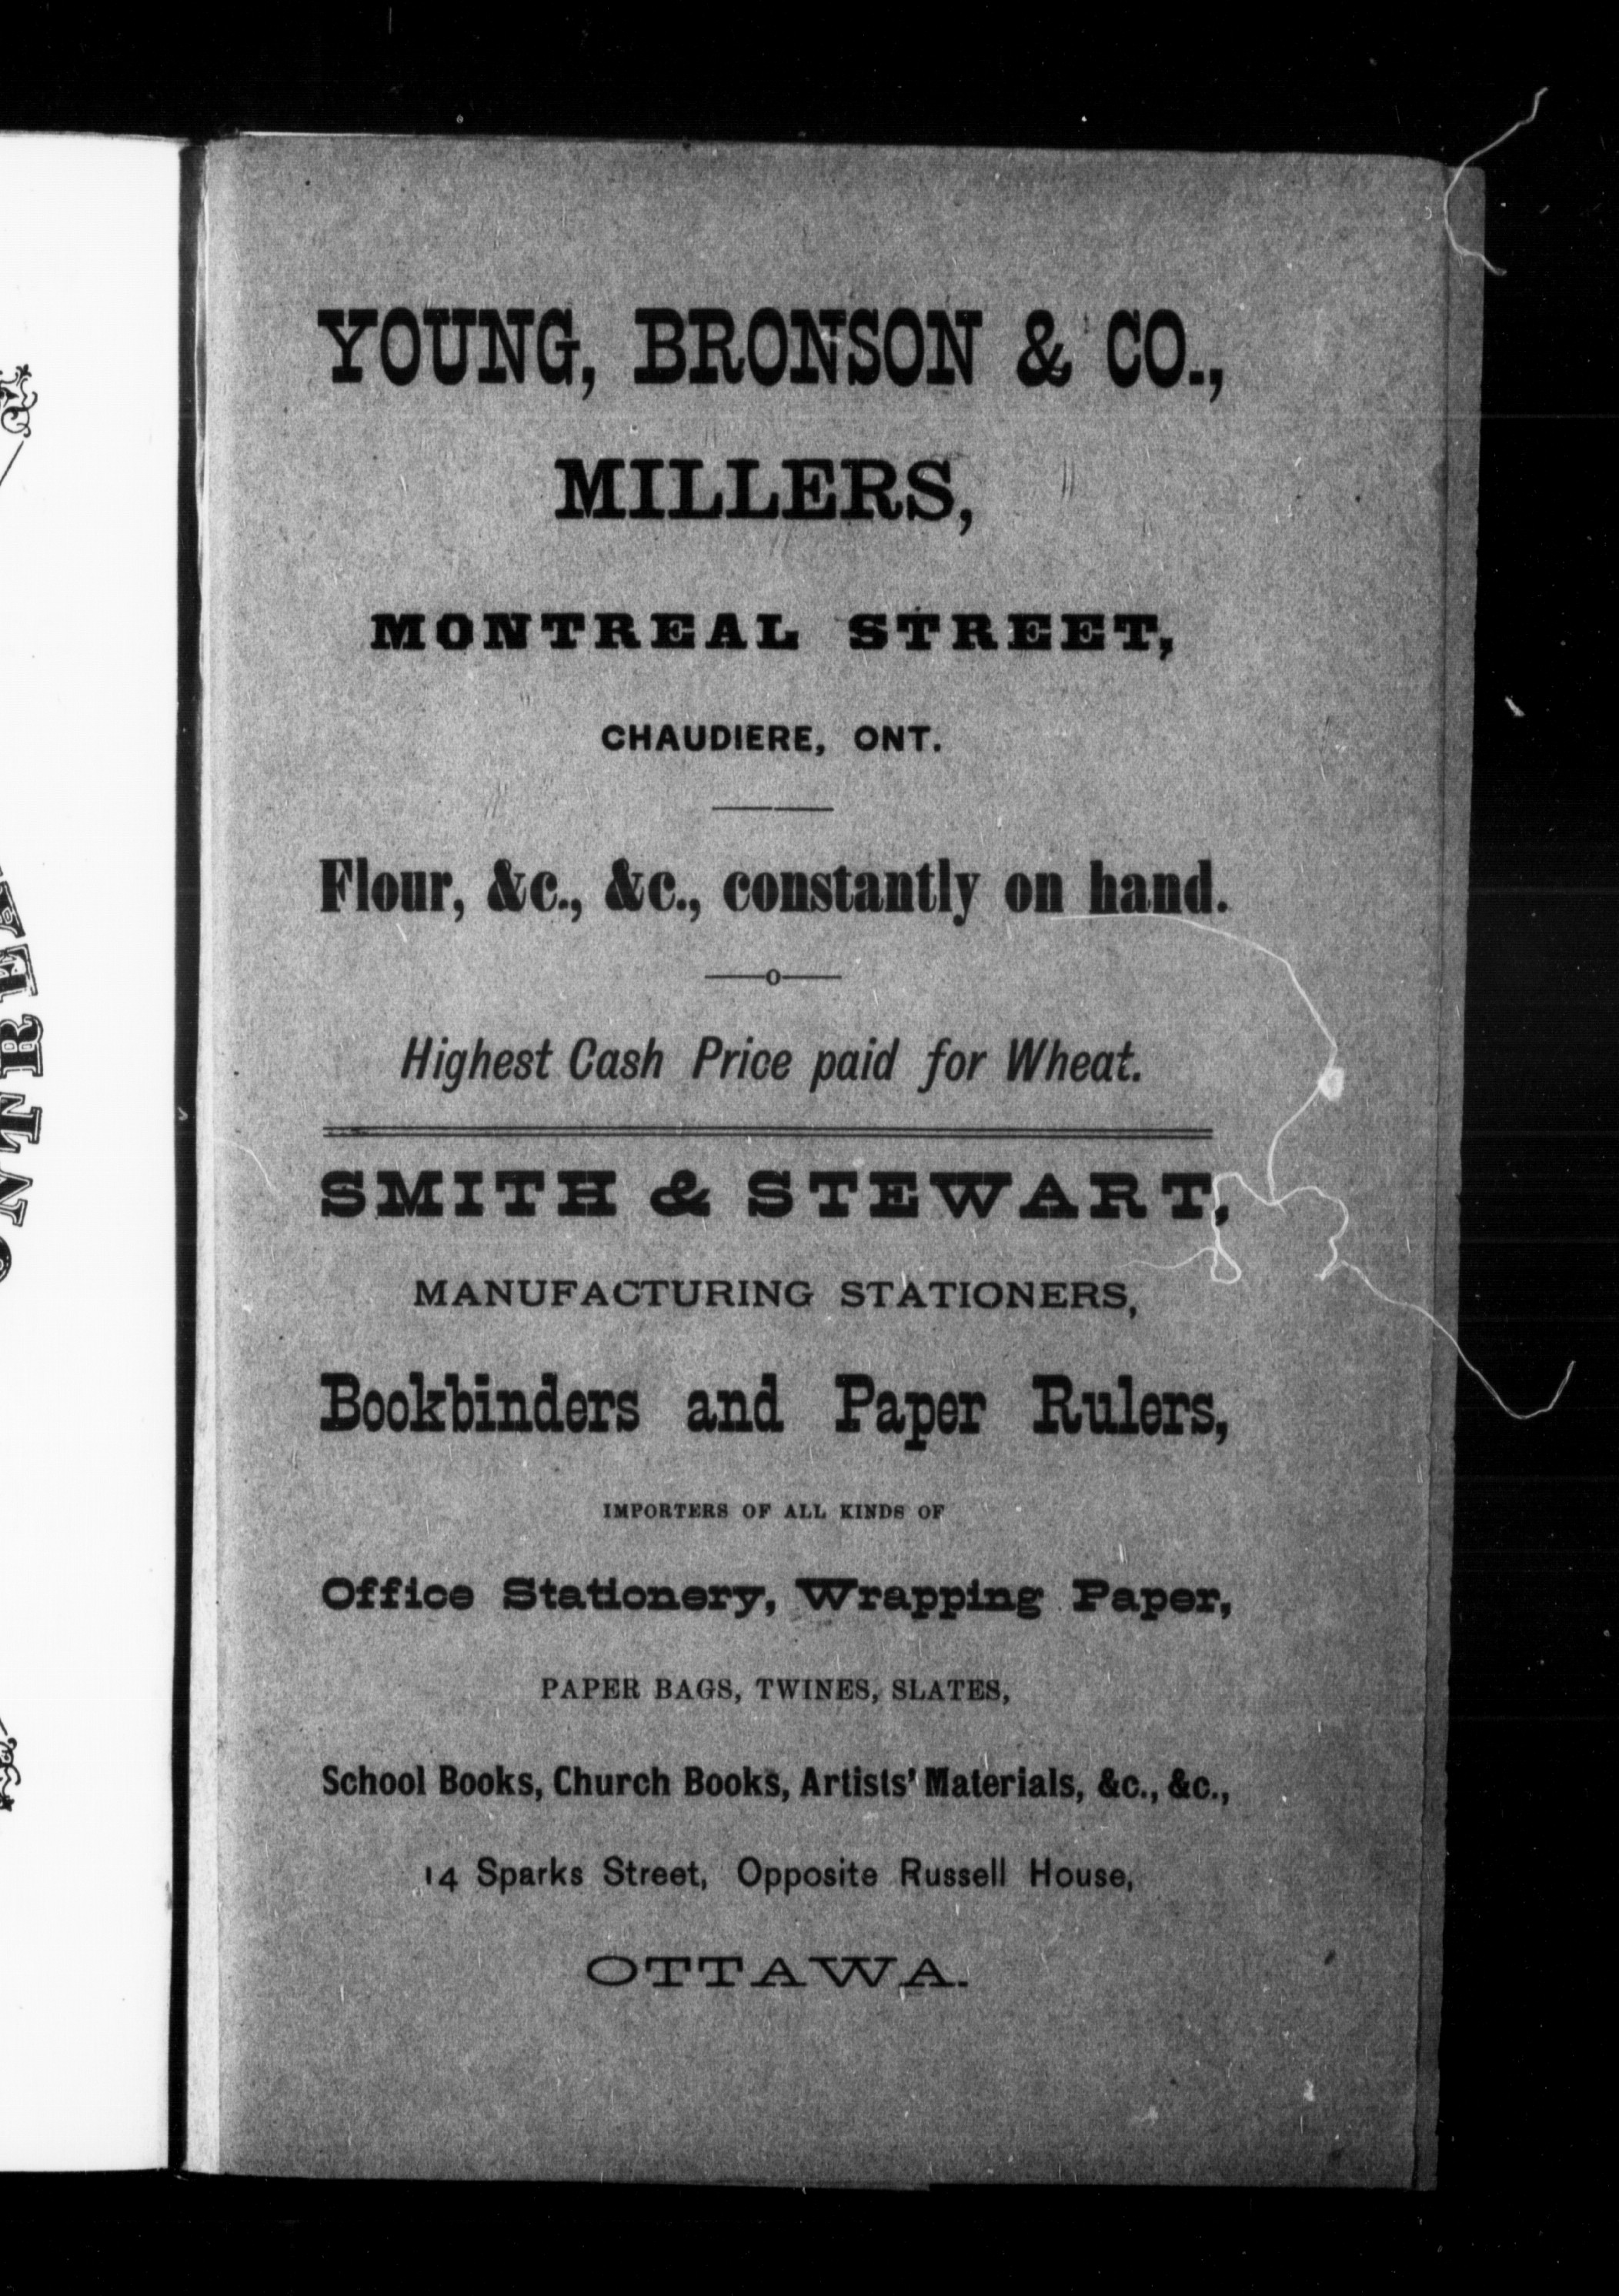 YOUNG, BRONSON & CO.,
MILLERS,
MONTREAL STREET,
CHAUDIERE, ONT.
Flour, &c., &c., constantly on hand.
Highest Cash Price paid for Wheat.
SMITH & STEWART,
MANUFACTURING STATIONERS,
Bookbinders and Paper Rulers,
IMPORTERS OF ALL KINDS OF
Office Stationery, Wrapping Paper,
PAPER BAGS, TWINES, SLATES,
School Books, Church Books, Artists' Materials, &c., &c.,
14 Sparks Street, Opposite Russell House,
OTTAWA.